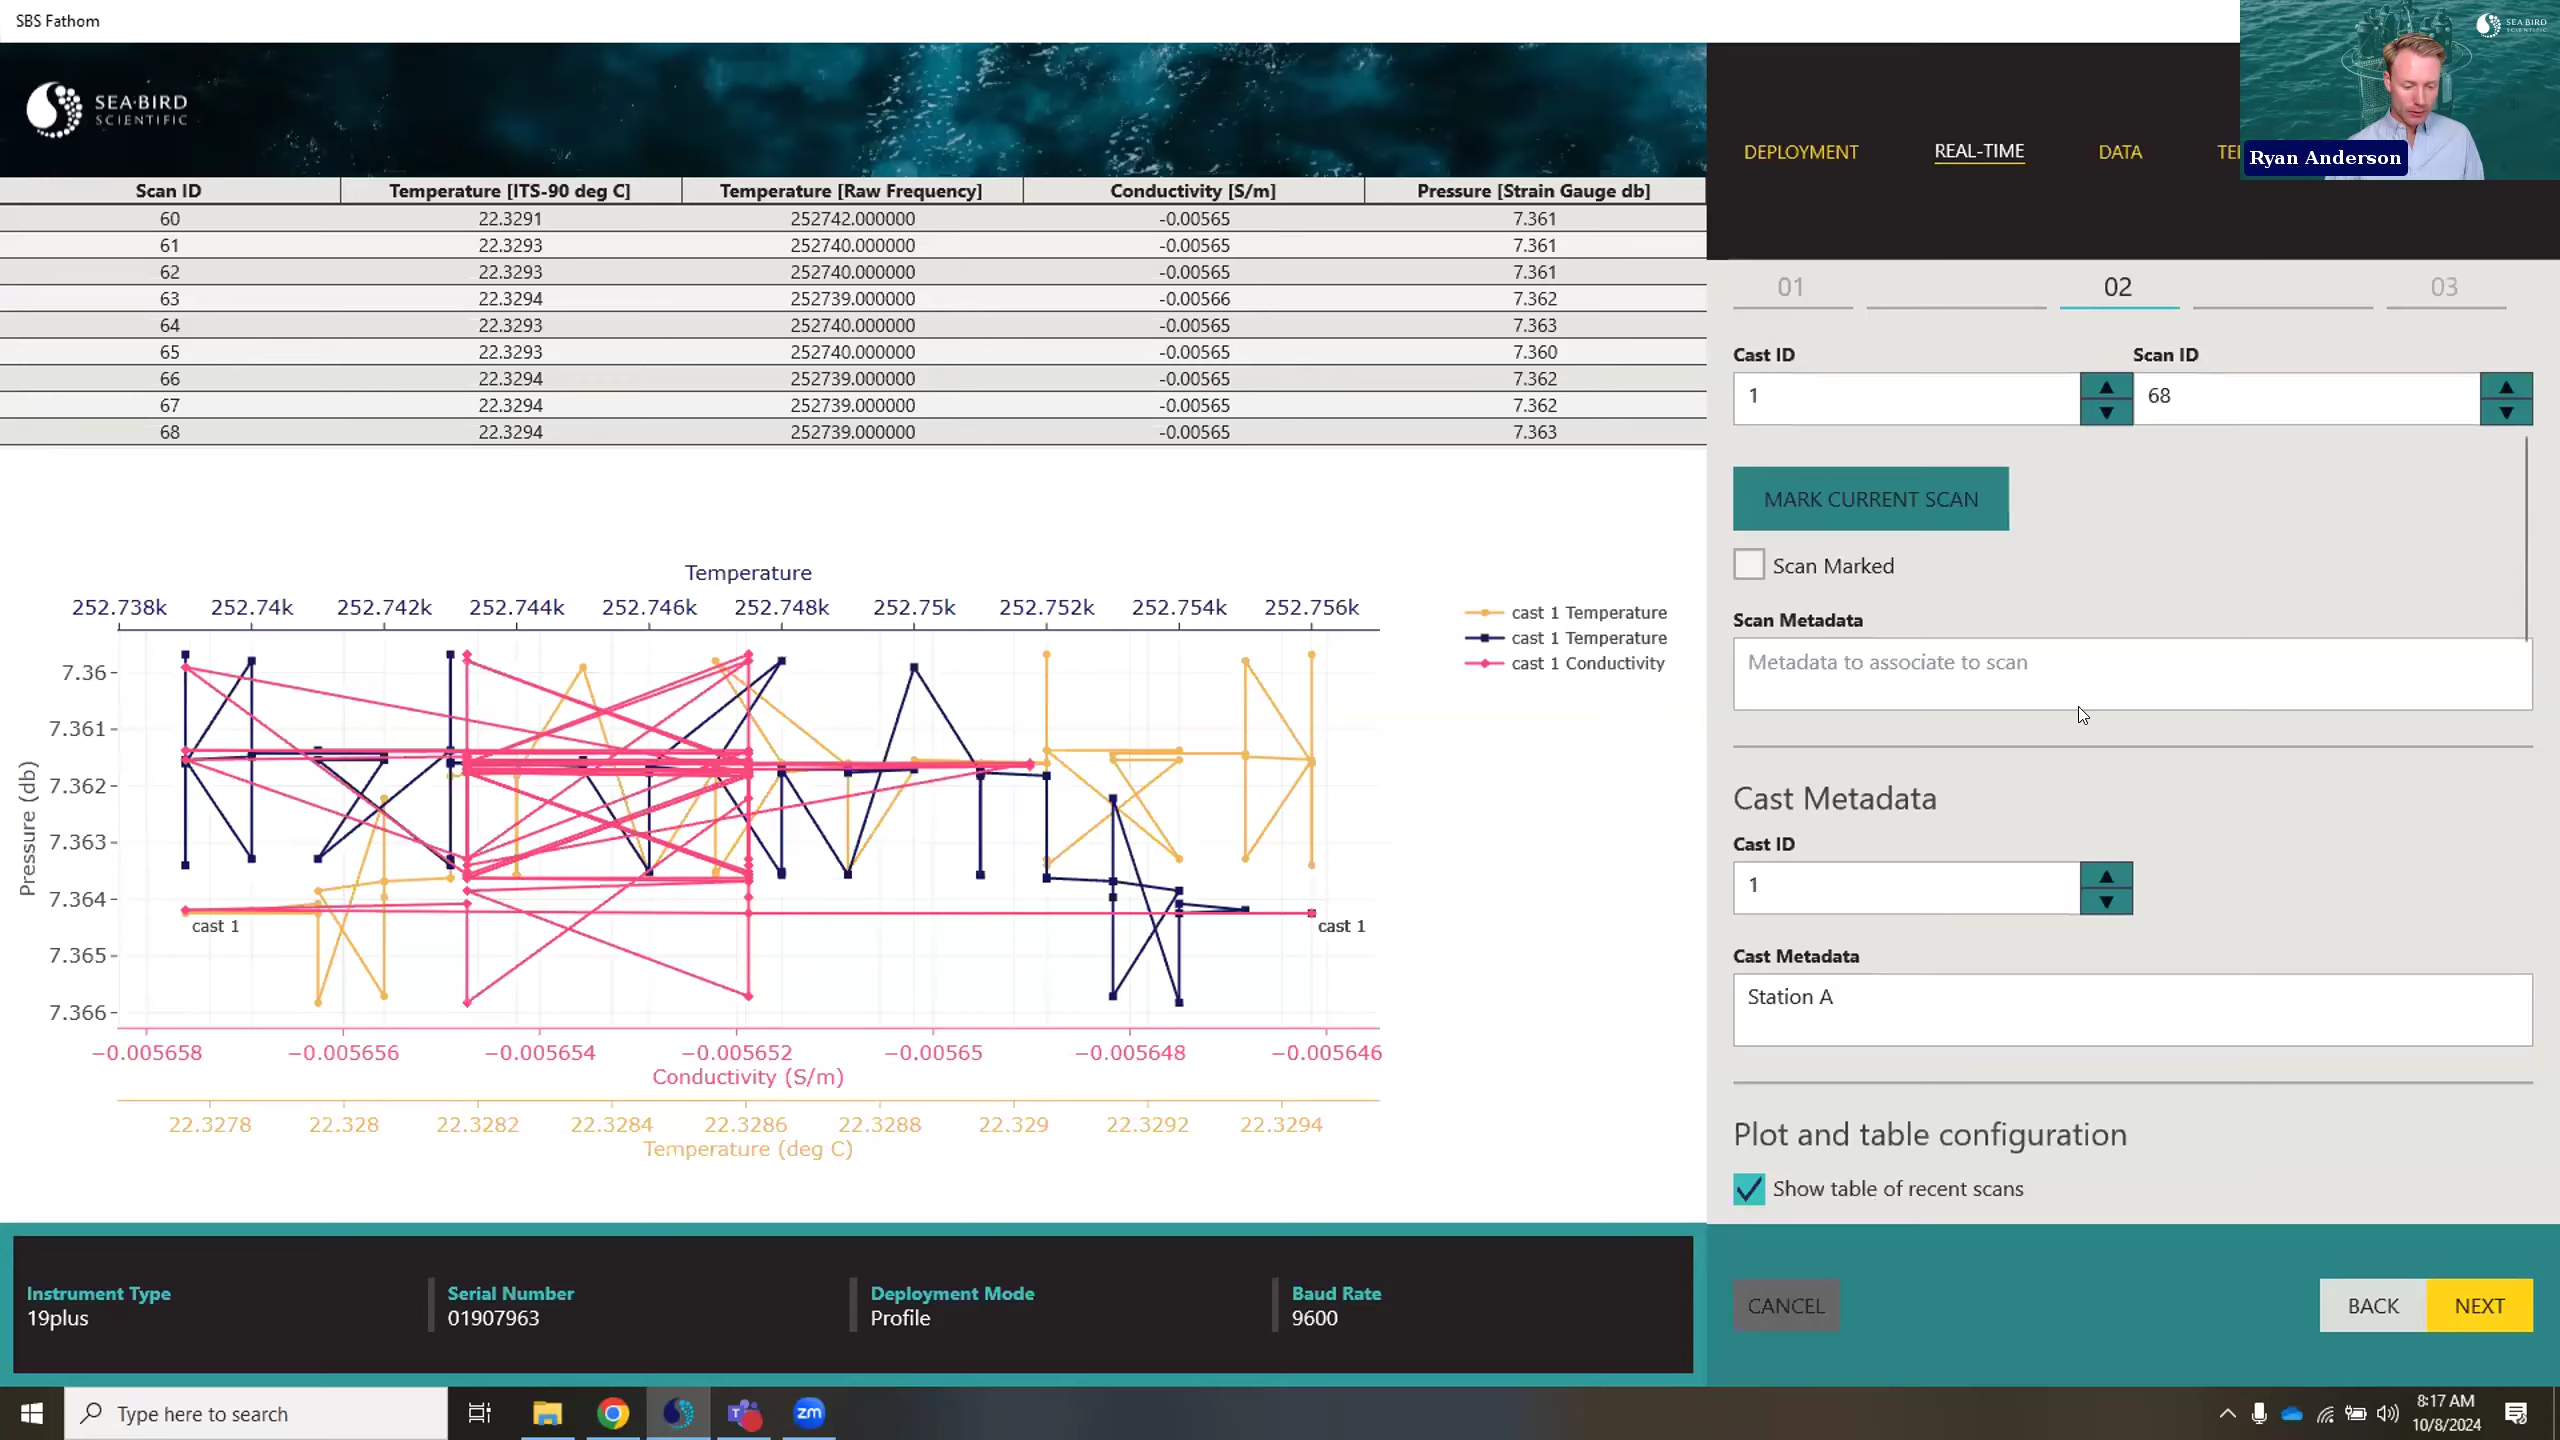 SBS Fathom
SEA·BIRD
SCIENTIFIC
DEPLOYMENT
REAL-TIME
DATA
SEA·BIRD
SCIENTIFIC
Ryan Anderson
Scan ID Temperature [ITS-90 deg C] Temperature [Raw Frequency] Conductivity [S/m] Pressure [Strain Gauge db]
60 22.3291 252742.000000 -0.00565 7.361
61 22.3293 252740.000000 -0.00565 7.361
62 22.3293 252740.000000 -0.00565 7.361
63 22.3294 252739.000000 -0.00566 7.362
64 22.3293 252740.000000 -0.00565 7.363
65 22.3293 252740.000000 -0.00565 7.360
66 22.3294 252739.000000 -0.00565 7.362
67 22.3294 252739.000000 -0.00565 7.362
68 22.3294 252739.000000 -0.00565 7.363
Temperature
252.738k 252.74k 252.742k 252.744k 252.746k 252.748k 252.75k 252.752k 252.754k 252.756k
cast 1 Temperature
cast 1 Temperature
cast 1 Conductivity
Pressure (db)
7.36
7.361
7.362
7.363
7.364
7.365
7.366
cast 1
cast 1
−0.005658 −0.005656 −0.005654 −0.005652 −0.00565 −0.005648 −0.005646
Conductivity (S/m)
22.3278 22.328 22.3282 22.3284 22.3286 22.3288 22.329 22.3292 22.3294
Temperature (deg C)
01 02 03
Cast ID Scan ID
1 68
MARK CURRENT SCAN
Scan Marked
Scan Metadata
Metadata to associate to scan
Cast Metadata
Cast ID
1
Cast Metadata
Station A
Plot and table configuration
Show table of recent scans
Instrument Type Serial Number Deployment Mode Baud Rate
19plus 01907963 Profile 9600
CANCEL BACK NEXT
Type here to search
zm
8:17 AM
10/8/2024